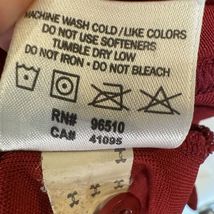 MACHINE WASH COLD/LIKE COLORS
DO NOT USE SOFTENERS
TUMBLE DRY LOW
DO NOT IRON/DO NOT BLEACH
RN# 96510
CA# 41095